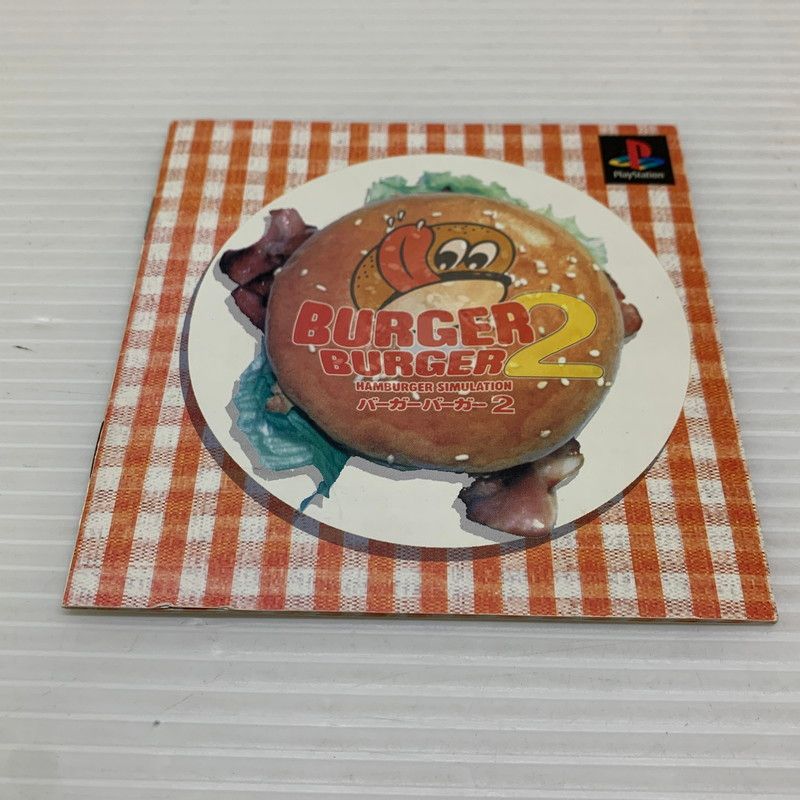 PlayStation
BURGER
BURGER 2
HAMBURGER SIMULATION
バーガーバーガー2